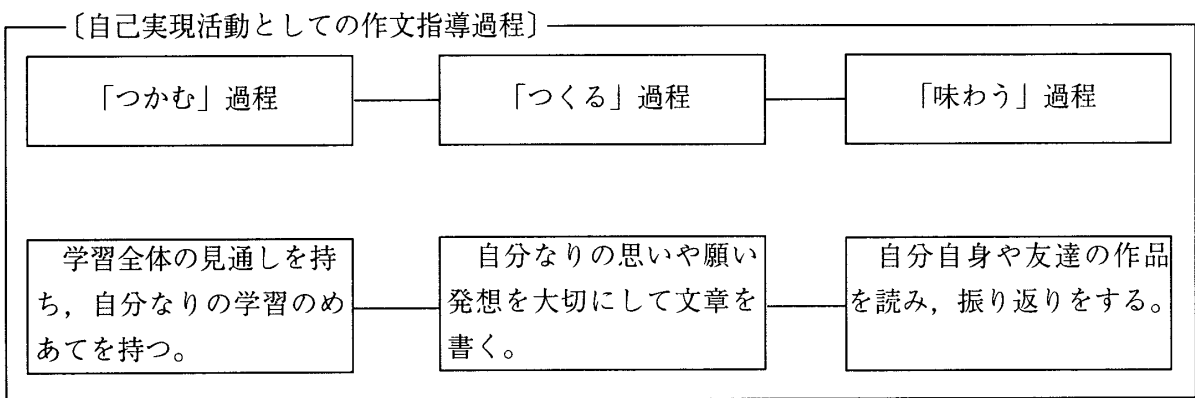 〔自己実現活動としての作文指導過程〕
「つかむ」過程
「つくる」過程
「味わう」過程
学習全体の見通しを持
ち，自分なりの学習のめ
あてを持つ。
自分なりの思いや願い
発想を大切にして文章を
書く。
自分自身や友達の作品
を読み，振り返りをする。